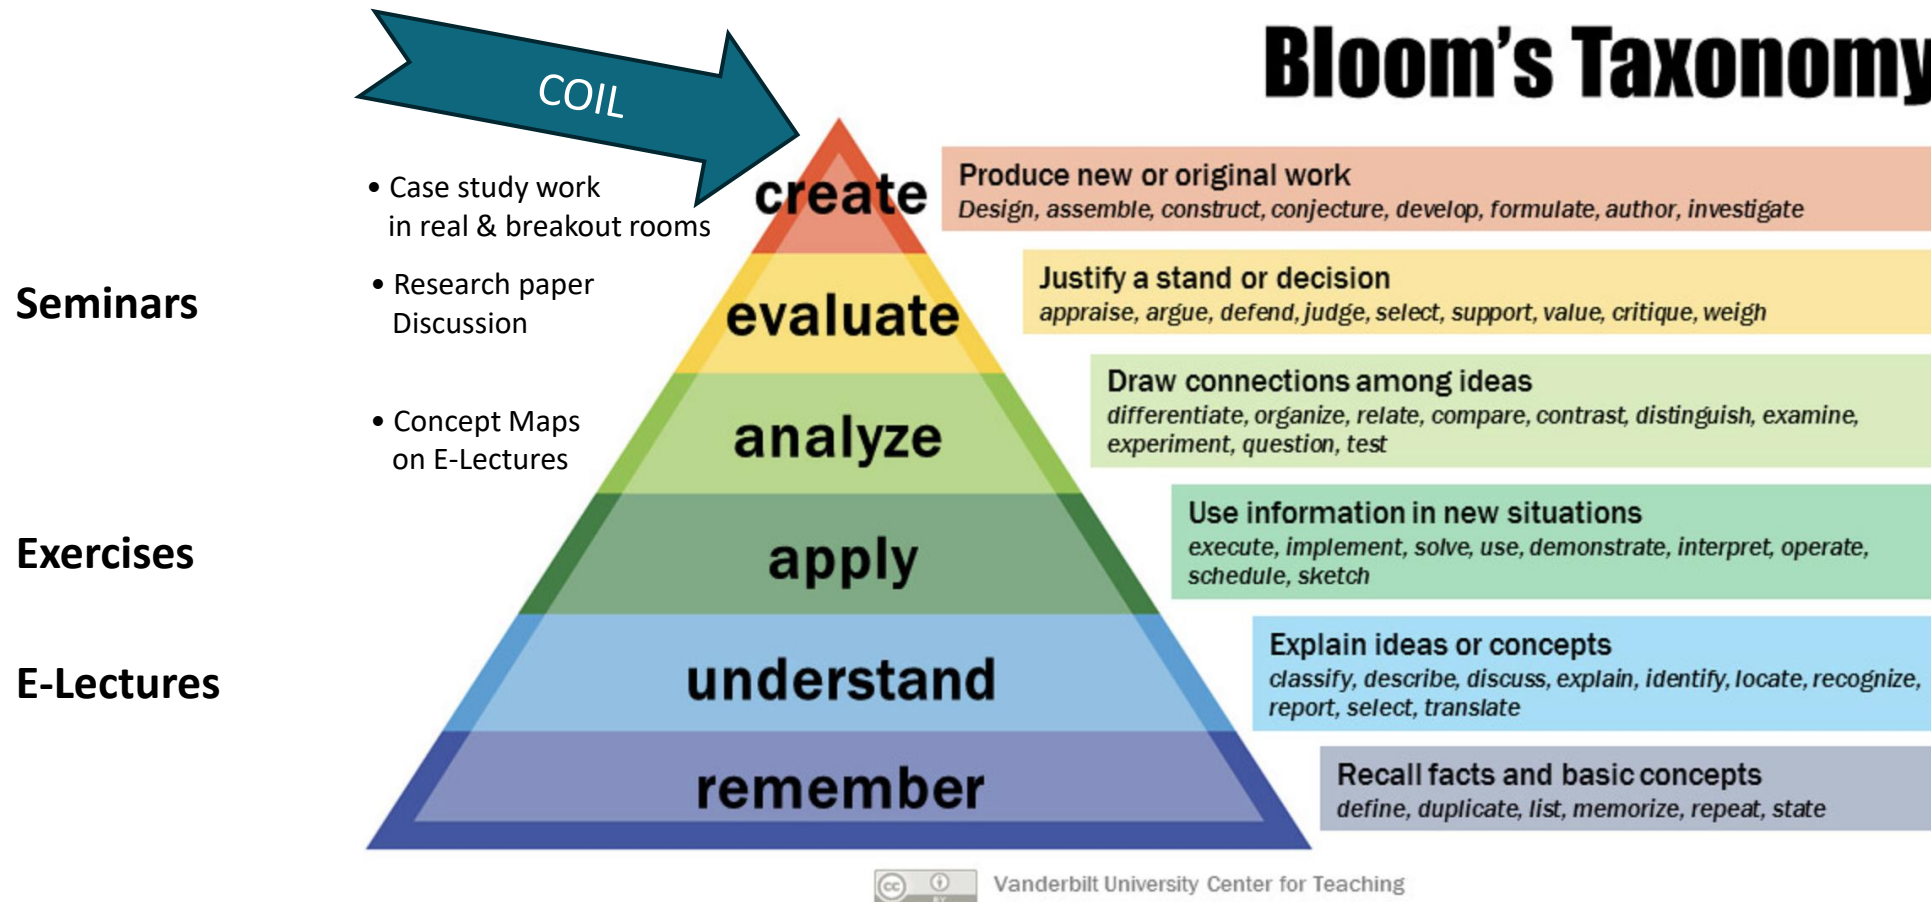 COIL
Bloom's Taxonomy
• Case study work
in real & breakout rooms
create
Produce new or original work
Design, assemble, construct, conjecture, develop, formulate, author, investigate
Seminars
• Research paper
Discussion
evaluate
Justify a stand or decision
appraise, argue, defend, judge, select, support, value, critique, weigh
• Concept Maps
on E-Lectures
analyze
Draw connections among ideas
differentiate, organize, relate, compare, contrast, distinguish, examine,
experiment, question, test
Exercises
apply
Use information in new situations
execute, implement, solve, use, demonstrate, interpret, operate,
schedule, sketch
E-Lectures
understand
Explain ideas or concepts
classify, describe, discuss, explain, identify, locate, recognize,
report, select, translate
remember
Recall facts and basic concepts
define, duplicate, list, memorize, repeat, state
cc
BY
Vanderbilt University Center for Teaching